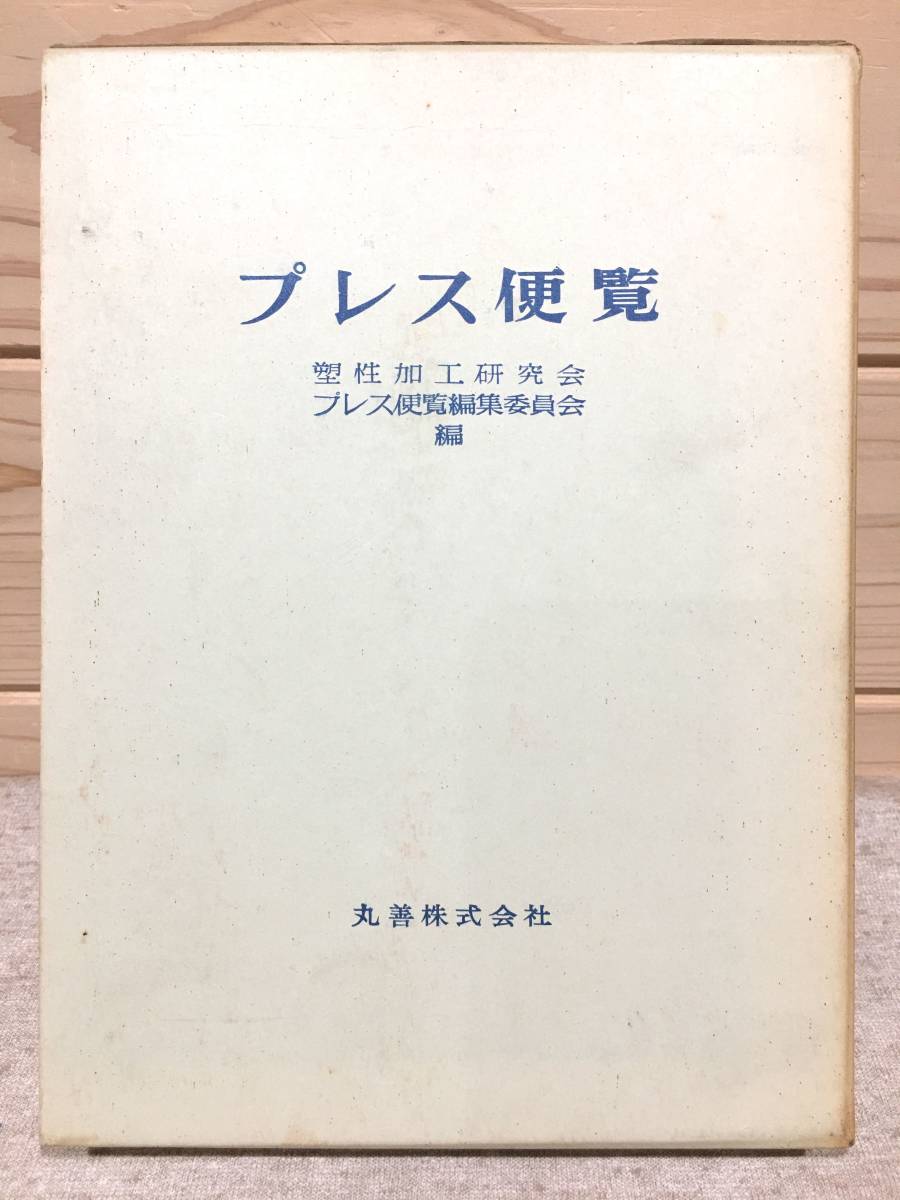 プレス便覧
塑性加工研究会
プレス便覧編集委員会
編
丸善株式会社